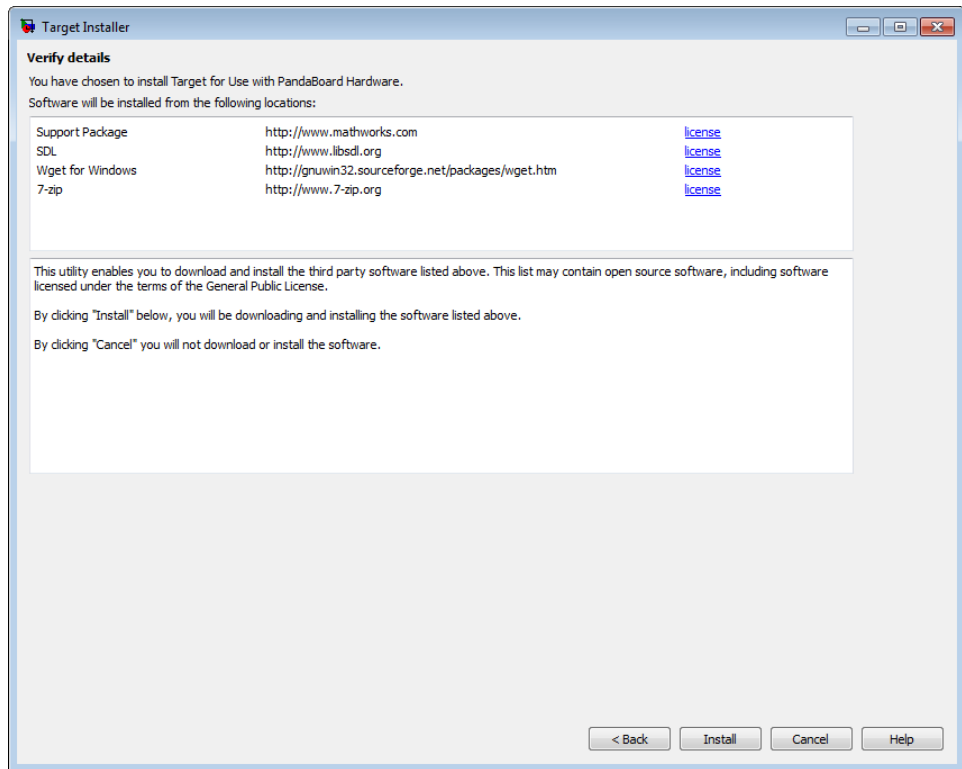 Target Installer
Verify details
You have chosen to install Target for Use with PandaBoard Hardware.
Software will be installed from the following locations:
Support Package http://www.mathworks.com license
SDL http://www.libsdl.org license
Wget for Windows http://gnuwin32.sourceforge.net/packages/wget.htm license
7-zip http://www.7-zip.org license
This utility enables you to download and install the third party software listed above. This list may contain open source software, including software
licensed under the terms of the General Public License.
By clicking "Install" below, you will be downloading and installing the software listed above.
By clicking "Cancel" you will not download or install the software.
< Back Install Cancel Help